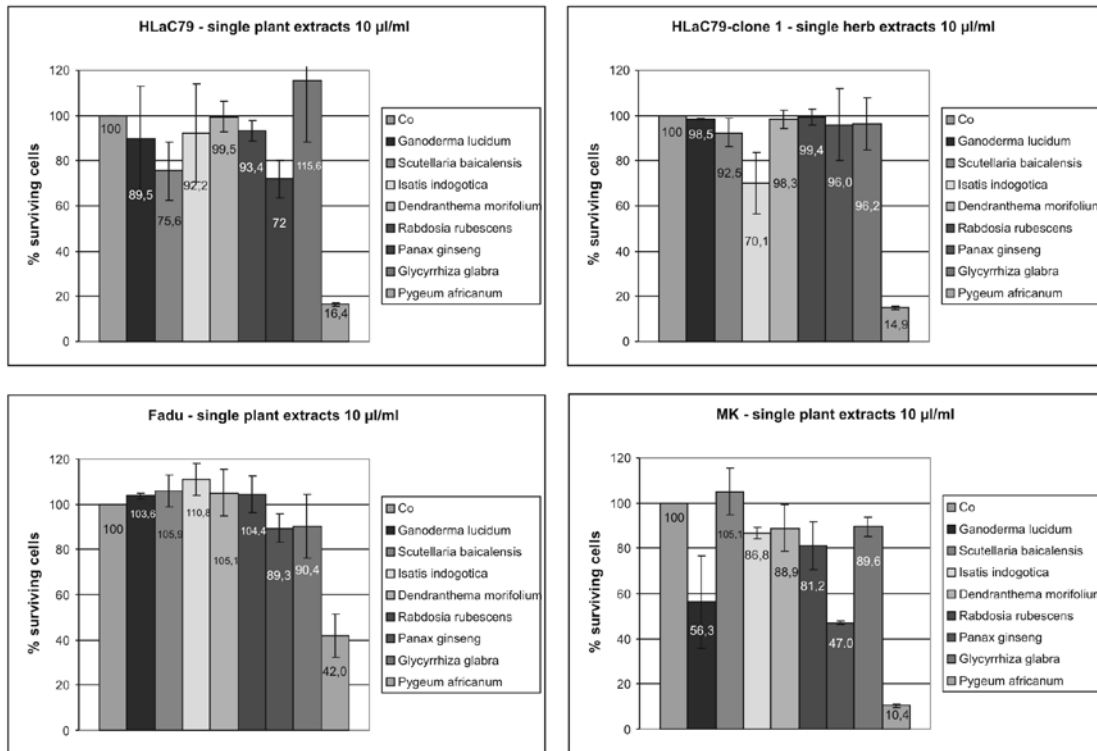 HLaC79 - single plant extracts 10 µl/ml
% surviving cells
120
100
80
60
40
20
0
100
89,5
75,6
92,2
99,5
93,4
72
115,6
16,4
Co
Ganoderma lucidum
Scutellaria baicalensis
Isatis indogotica
Dendranthema morifolium
Rabdosia rubescens
Panax ginseng
Glycyrrhiza glabra
Pygeum africanum
HLaC79-clone 1 - single herb extracts 10 µl/ml
% surviving cells
120
100
80
60
40
20
0
100
98,5
92,5
70,1
98,3
99,4
96,0
96,2
14,9
Co
Ganoderma lucidum
Scutellaria baicalensis
Isatis indogotica
Dendranthema morifolium
Rabdosia rubescens
Panax ginseng
Glycyrrhiza glabra
Pygeum africanum
Fadu - single plant extracts 10 µl/ml
% surviving cells
120
100
80
60
40
20
0
100
103,6
105,9
110,8
105,1
104,4
89,3
90,4
42,0
Co
Ganoderma lucidum
Scutellaria baicalensis
Isatis indogotica
Dendranthema morifolium
Rabdosia rubescens
Panax ginseng
Glycyrrhiza glabra
Pygeum africanum
MK - single plant extracts 10 µl/ml
% surviving cells
120
100
80
60
40
20
0
100
56,3
105,1
86,8
88,9
81,2
47.0
89,6
10,4
Co
Ganoderma lucidum
Scutellaria baicalensis
Isatis indogotica
Dendranthema morifolium
Rabdosia rubescens
Panax ginseng
Glycyrrhiza glabra
Pygeum africanum